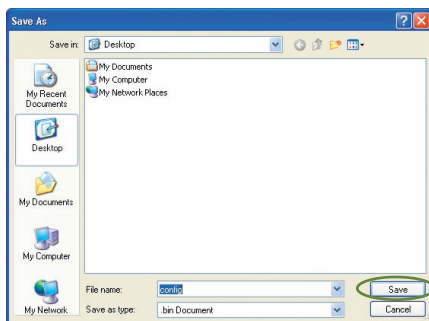 Save As
Save in: Desktop
My Documents
My Computer
My Network Places
My Recent
Documents
Desktop
My Documents
My Computer
My Network
File name: config Save
Save as type: .bin Document Cancel